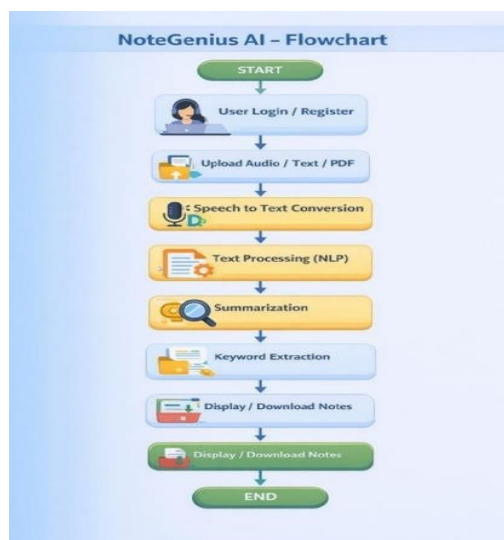 NoteGenius AI – Flowchart
START
User Login / Register
Upload Audio / Text / PDF
Speech to Text Conversion
Text Processing (NLP)
Summarization
Keyword Extraction
Display / Download Notes
Display / Download Notes
END